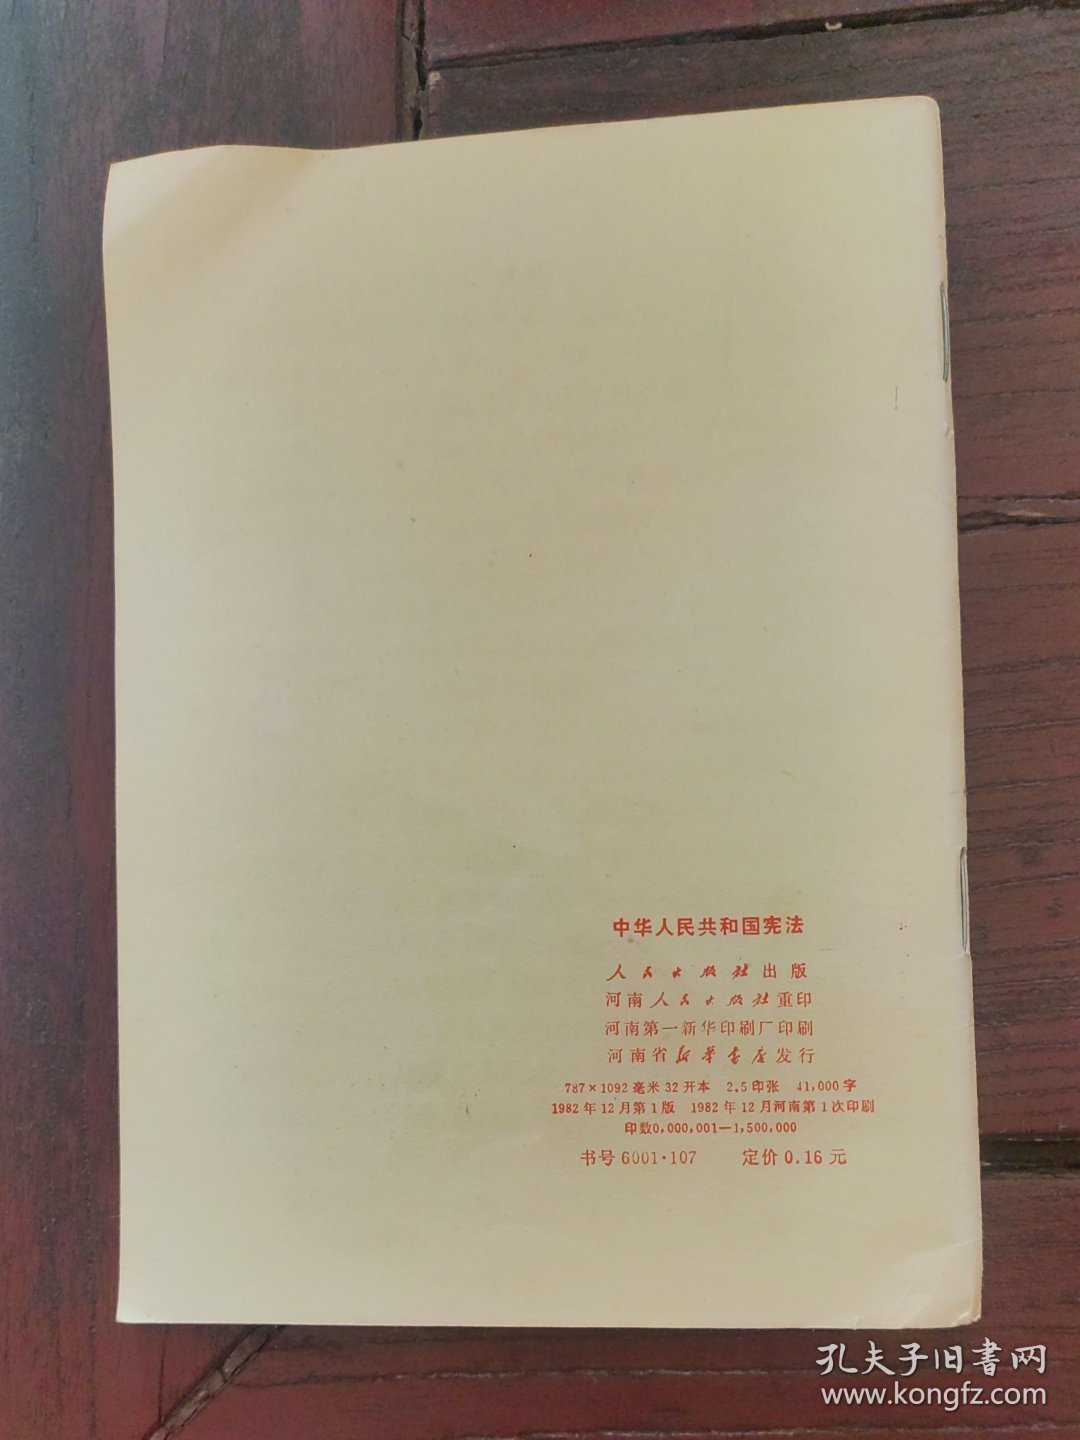 中华人民共和国宪法
人民出版社出版
河南人民出版社重印
河南第一新华印刷厂印刷
河南省新华书店发行
787×1092毫米32开本 2.5印张 41,000字
1982年12月第1版 1982年12月河南第1次印刷
印数0,000,001—1,500,000
书号6001·107 定价0.16元
孔夫子旧書网
www.kongfz.com